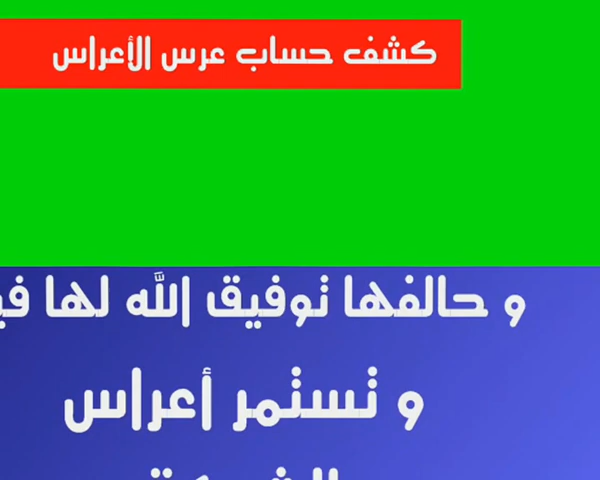 كشف حساب عرس الأعراس
و حالفها توفيق الله لها
و تستمر أعراس